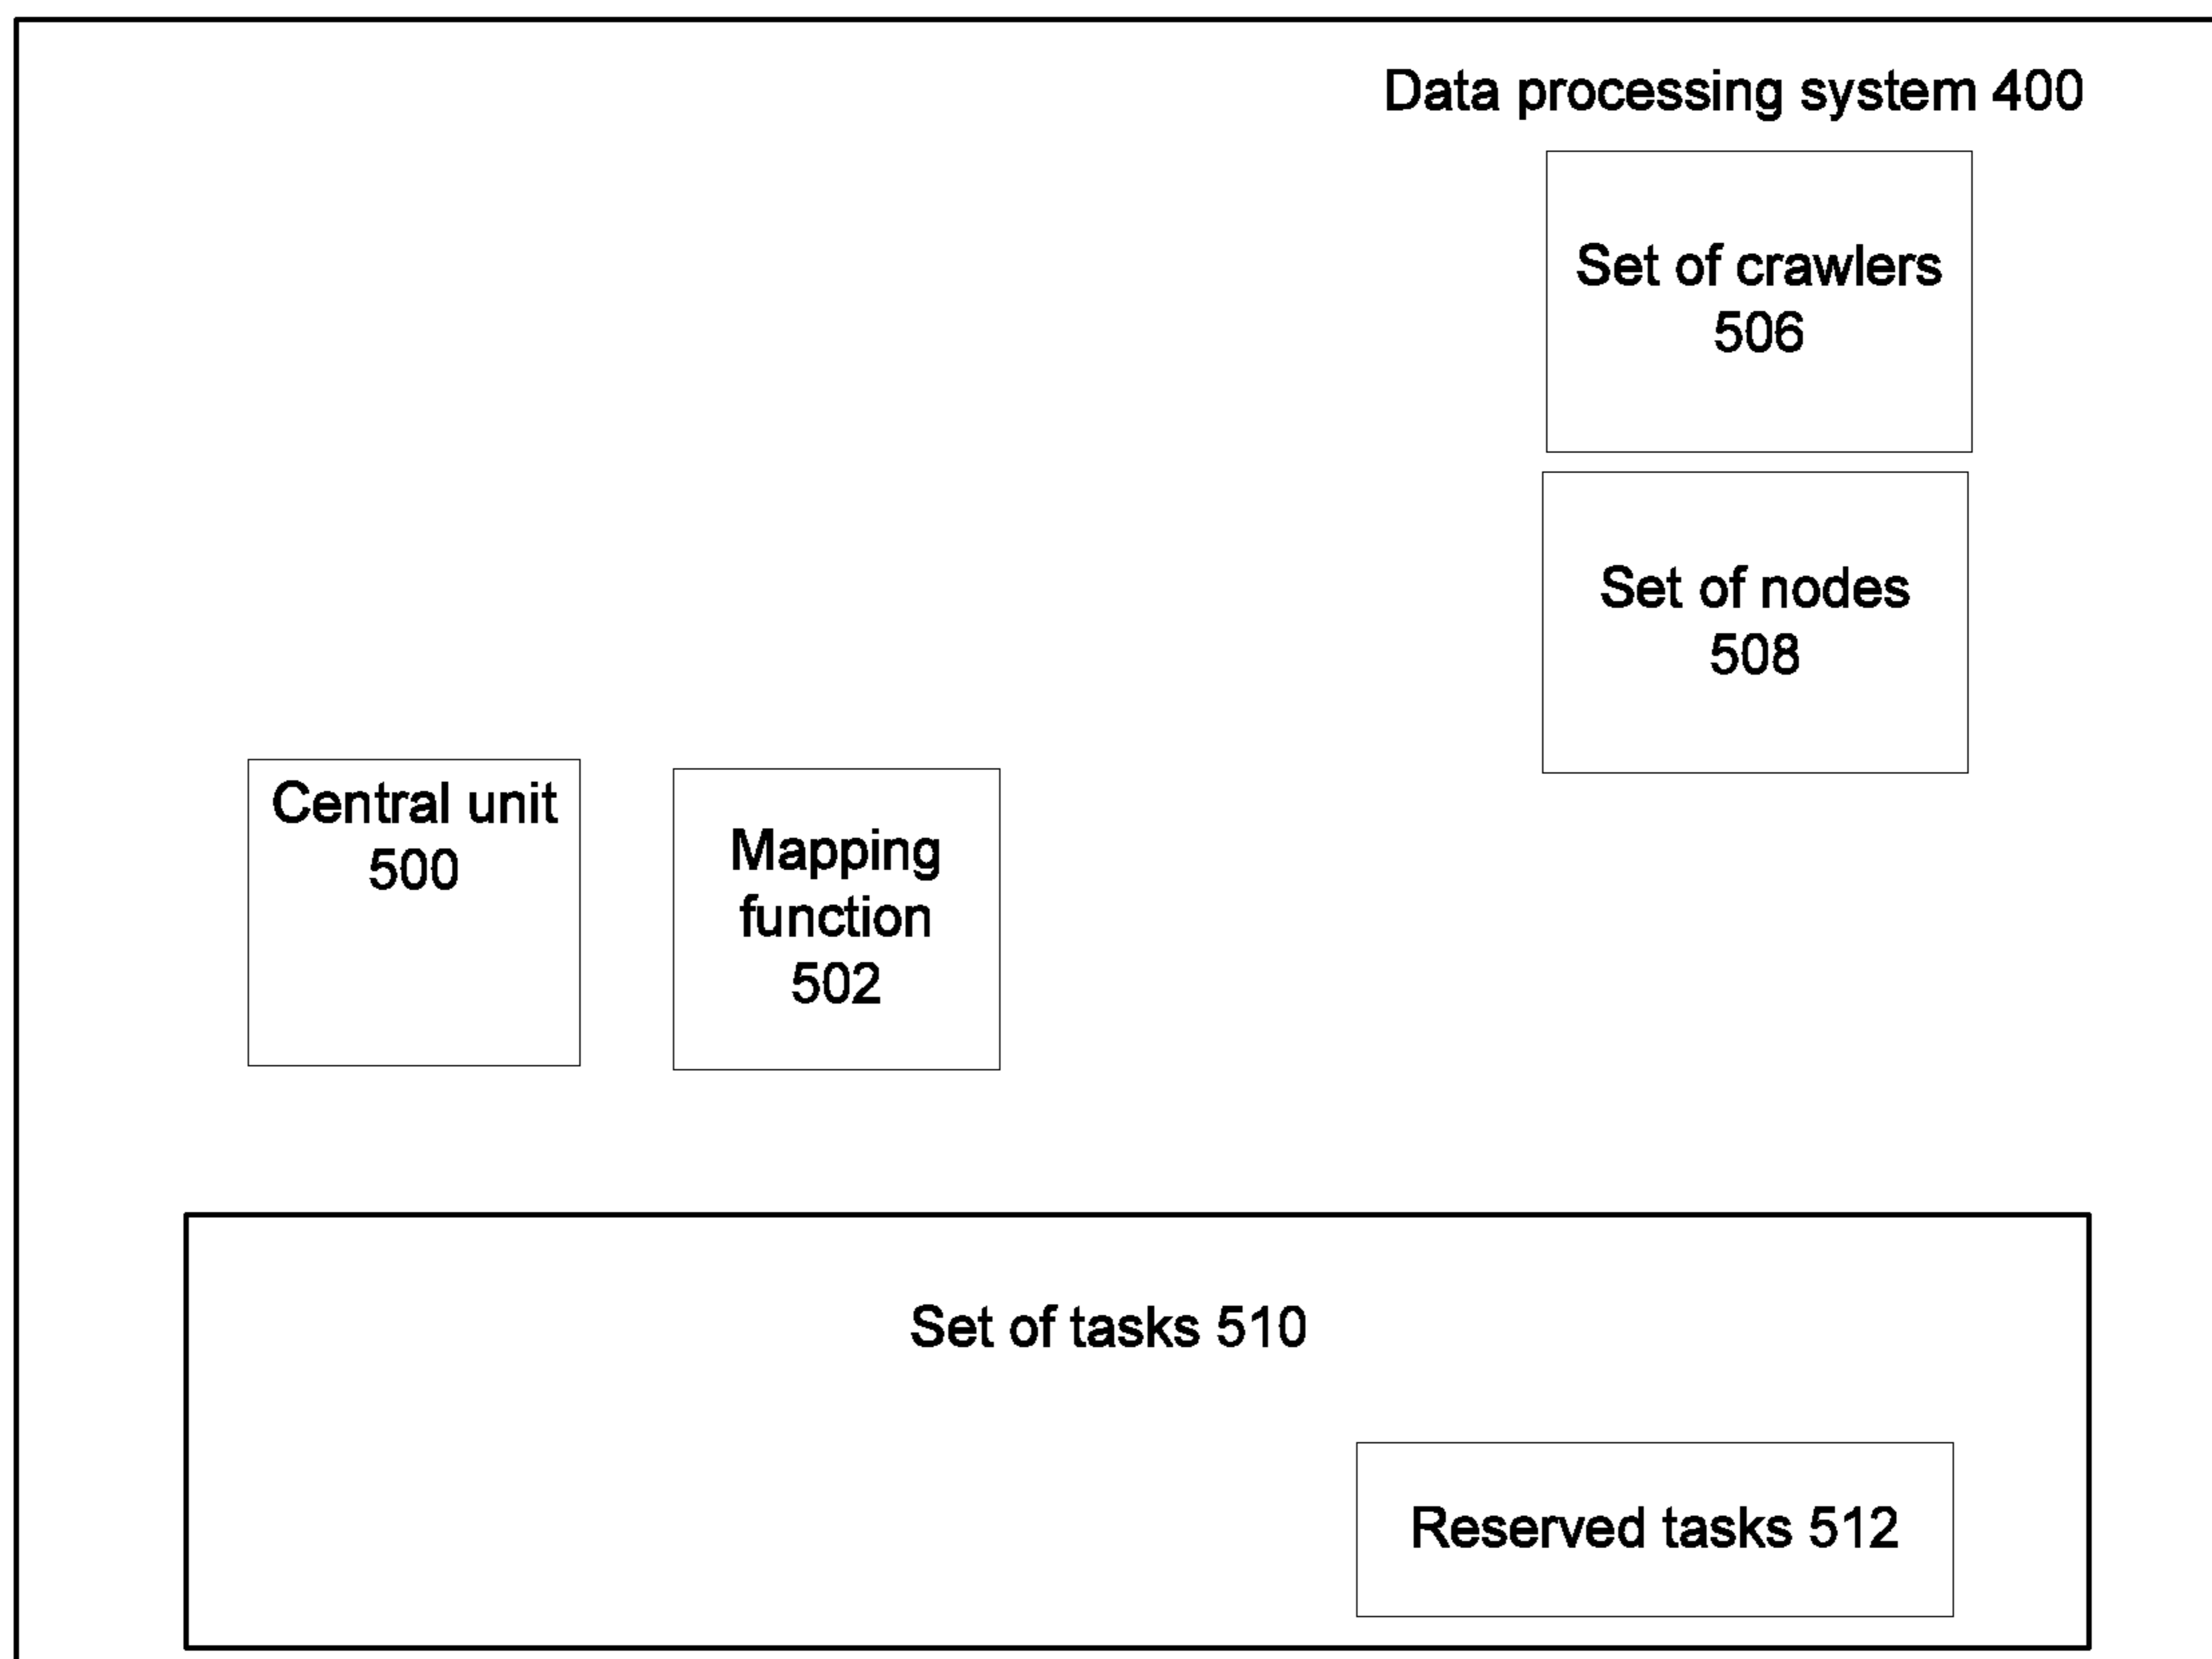 Data processing system 400
Set of crawlers
506
Set of nodes
508
Central unit
500
Mapping
function
502
Set of tasks 510
Reserved tasks 512